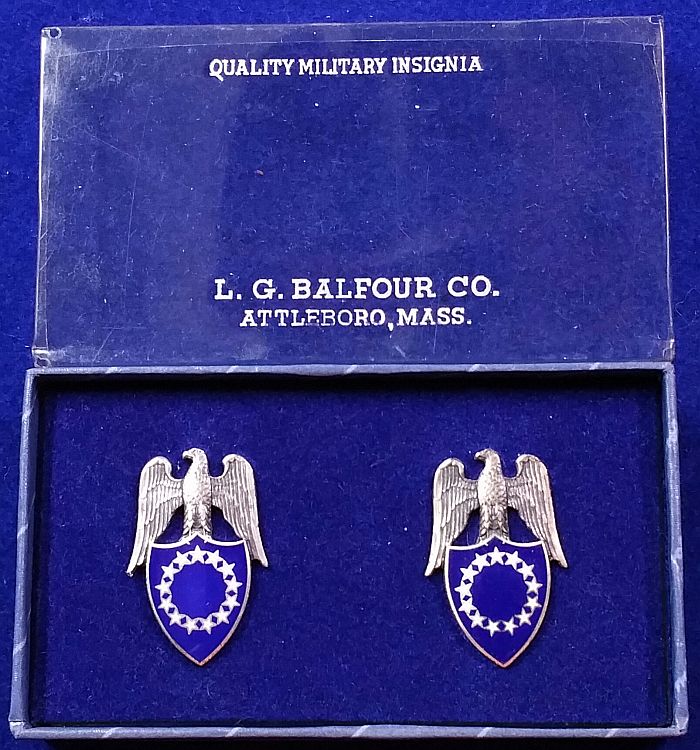 QUALITY MILITARY INSIGNIA
L. G. BALFOUR CO.
ATTLEBORO, MASS.